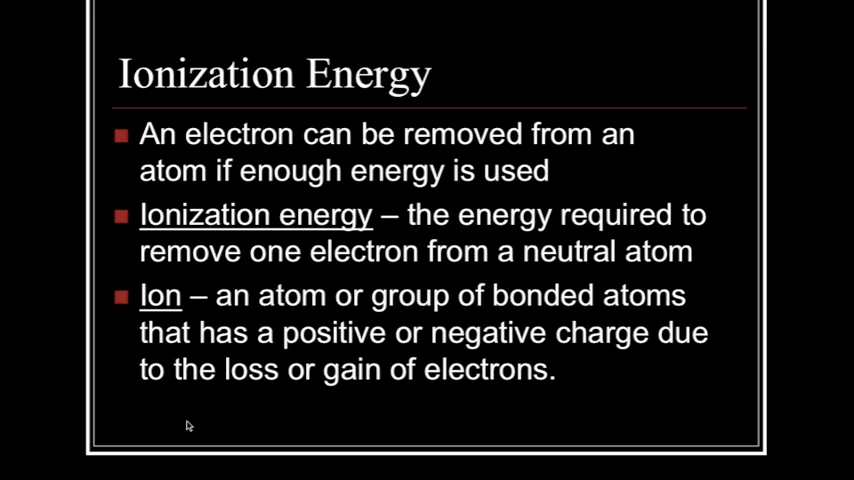 Ionization Energy
An electron can be removed from an
atom if enough energy is used
Ionization energy – the energy required to
remove one electron from a neutral atom
Ion – an atom or group of bonded atoms
that has a positive or negative charge due
to the loss or gain of electrons.